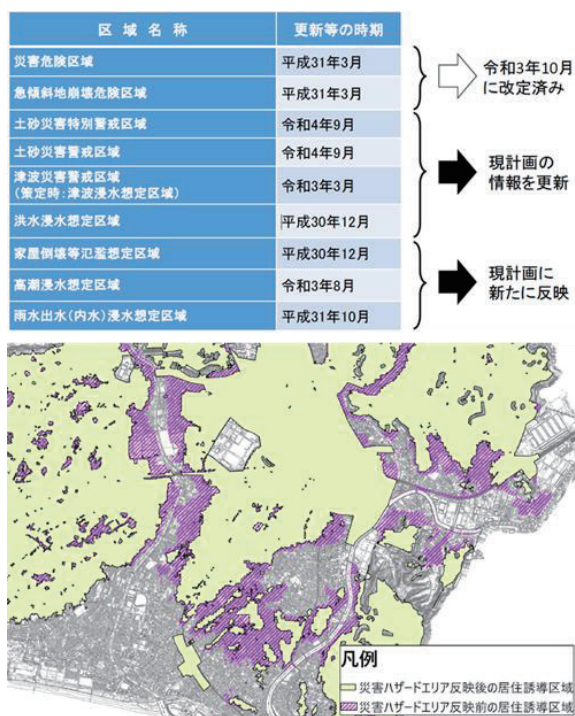 区域名称 更新等の時期
災害危険区域 平成31年3月
急傾斜地崩壊危険区域 平成31年3月
令和3年10月
に改定済み
土砂災害特別警戒区域 令和4年9月
土砂災害警戒区域 令和4年9月
津波災害警戒区域
(策定時:津波浸水想定区域) 令和3年3月
洪水浸水想定区域 平成30年12月
現計画の
情報を更新
家屋倒壊等氾濫想定区域 平成30年12月
高潮浸水想定区域 令和3年8月
雨水出水(内水)浸水想定区域 平成31年10月
現計画に
新たに反映
凡例
災害ハザードエリア反映後の居住誘導区域
災害ハザードエリア反映前の居住誘導区域